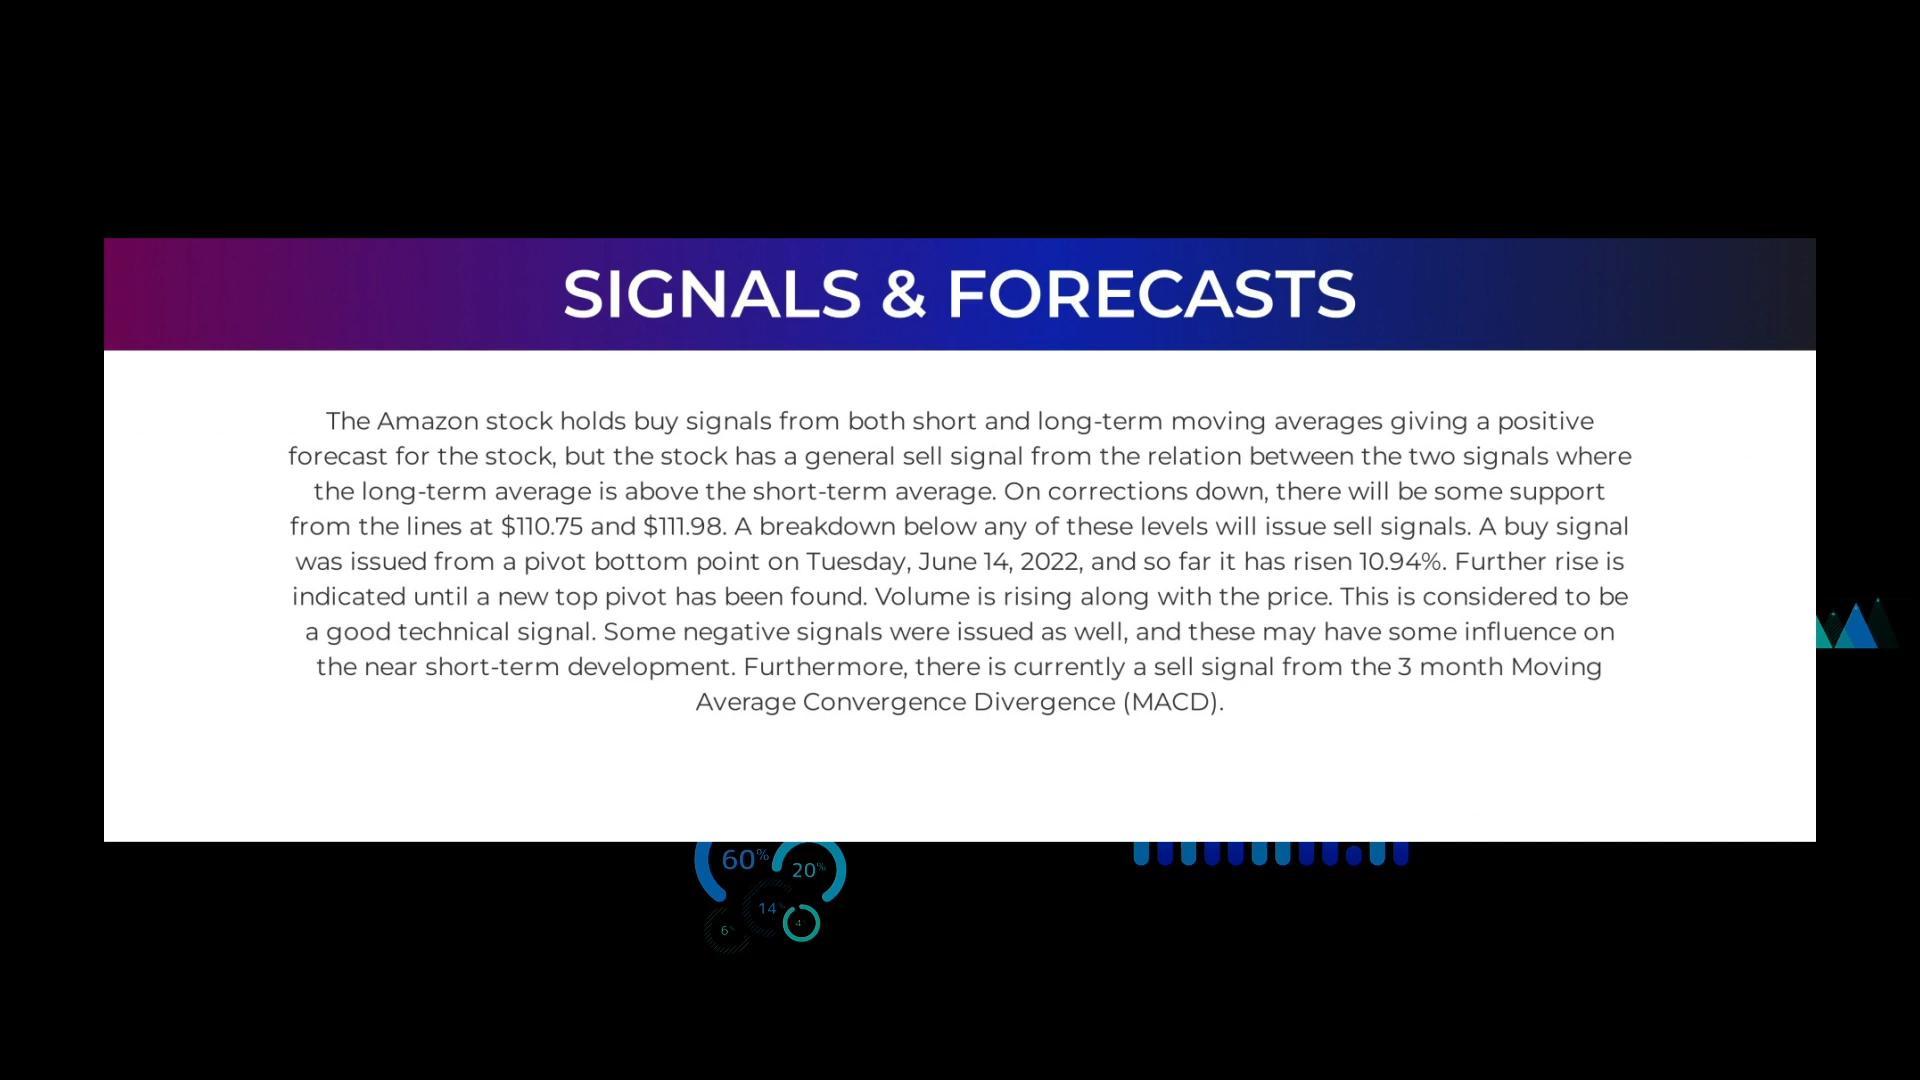 SIGNALS & FORECASTS
The Amazon stock holds buy signals from both short and long-term moving averages giving a positive
forecast for the stock, but the stock has a general sell signal from the relation between the two signals where
the long-term average is above the short-term average. On corrections down, there will be some support
from the lines at $110.75 and $111.98. A breakdown below any of these levels will issue sell signals. A buy signal
was issued from a pivot bottom point on Tuesday, June 14, 2022, and so far it has risen 10.94%. Further rise is
indicated until a new top pivot has been found. Volume is rising along with the price. This is considered to be
a good technical signal. Some negative signals were issued as well, and these may have some influence on
the near short-term development. Furthermore, there is currently a sell signal from the 3 month Moving
Average Convergence Divergence (MACD).
60%
20%
14
4
6